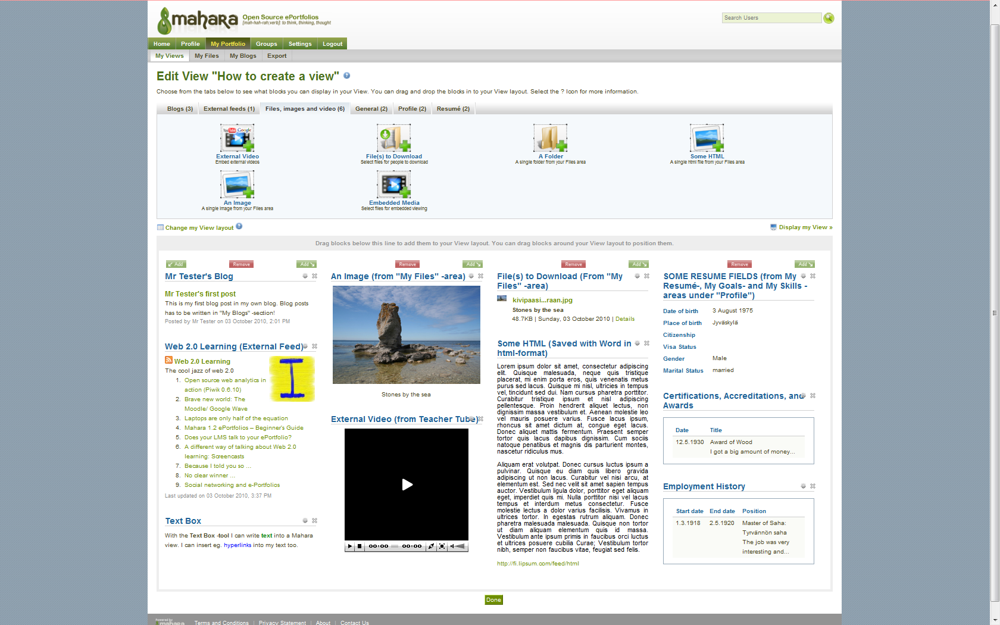 mahara
Open Source ePortfolios
[mah-hah-rah:verb]: to think, thinking, thought
Search Users
Home
Profile
My Portfolio
Groups
Settings
Logout
My Views
My Files
My Blogs
Export
Edit View "How to create a view"
Choose from the tabs below to see what blocks you can display in your View. You can drag and drop the blocks in to your View layout. Select the ? Icon for more information.
Blogs (3)
External feeds (1)
Files, images and video (6)
General (2)
Profile (2)
Resumé (2)
You Tube Google
External Video
Embed external videos
File(s) to Download
Select files for people to download
A Folder
A single folder from your Files area
Some HTML
A single html file from your Files area
An Image
A single image from your Files area
Embedded Media
Select files for embedded viewing
Change my View layout
Display my View »
Drag blocks below this line to add them to your View layout. You can drag blocks around your View layout to position them.
Add
Remove
Add
Remove
Add
Remove
Add
Remove
Add
Mr Tester's Blog
Mr Tester's first post
This is my first blog post in my own blog. Blog posts
has to be written in "My Blogs" -section!
Posted by Mr Tester on 03 October 2010, 2:01 PM
Web 2.0 Learning (External Feed)
Web 2.0 Learning
The cool jazz of web 2.0
I
1. Open source web analytics in
action (Piwik 0.6.10)
2. Brave new world: The
Moodle/ Google Wave
3. Laptops are only half of the equation
4. Mahara 1.2 ePortfolios – Beginner's Guide
5. Does your LMS talk to your ePortfolio?
6. A different way of talking about Web 2.0
learning: Screencasts
7. Because I told you so ...
8. No clear winner ...
9. Social networking and e-Portfolios
Last updated on 03 October 2010, 3:37 PM
Text Box
With the Text Box -tool I can write text into a Mahara
view. I can insert eg. hyperlinks into my text too.
An Image (from "My Files" -area)
Stones by the sea
External Video (from Teacher Tube)
00:00
00:00
File(s) to Download (From "My
Files" -area)
kivipaasi...raan.jpg
Stones by the sea
48.7KB | Sunday, 03 October 2010 | Details
Some HTML (Saved with Word in
html-format)
Lorem ipsum dolor sit amet, consectetur adipiscing
elit. Quisque malesuada, neque quis tristique
placerat, mi enim porta eros, quis venenatis metus
purus sed lacus. Quisque mi nisl, ultricies in tempus
vel, tincidunt sed dui. Nam cursus pharetra porttitor.
Curabitur tristique ipsum et nisl adipiscing
pellentesque. Proin hendrerit aliquet lectus, non
dignissim massa vestibulum et. Aenean molestie leo
vel mauris posuere varius. Fusce lacus ipsum,
rhoncus sit amet dictum at, congue eget lacus.
Donec aliquet mattis fermentum. Praesent semper
tortor quis lacus dapibus dignissim. Cum sociis
natoque penatibus et magnis dis parturient montes,
nascetur ridiculus mus.
Aliquam erat volutpat. Donec cursus luctus ipsum a
pulvinar. Quisque eu diam quis libero gravida
adipiscing ut non lacus. Curabitur vel nisi arcu, at
elementum est. Sed nec velit sit amet sapien tempus
auctor. Vestibulum ligula dolor, porttitor eget aliquam
eget, imperdiet quis mi. Nulla porttitor nisi vel lacus
tempus et interdum metus consectetur. Fusce
molestie lectus a dolor varius facilisis. Vivamus in
ultrices tortor. In egestas rutrum aliquam. Donec
pharetra malesuada malesuada. Quisque non tortor
ut diam aliquam elementum quis id massa.
Vestibulum ante ipsum primis in faucibus orci luctus
et ultrices posuere cubilia Curae; Vestibulum tortor
nibh, semper non faucibus vitae, feugiat sed felis.
http://fi.lipsum.com/feed/html
SOME RESUME FIELDS (from My
Resumé-, My Goals- and My Skills -
areas under "Profile")
Date of birth 3 August 1975
Place of birth Jyväskylä
Citizenship
Visa Status
Gender Male
Marital Status married
Certifications, Accreditations, and
Awards
Date Title
12.5.1930 Award of Wood
I got a big amount of money...
Employment History
Start date End date Position
1.3.1918 2.5.1920 Master of Saha:
Tyrvännön saha
The job was very
interesting and...
Done
Powered by
mahara
Terms and Conditions | Privacy Statement | About | Contact Us